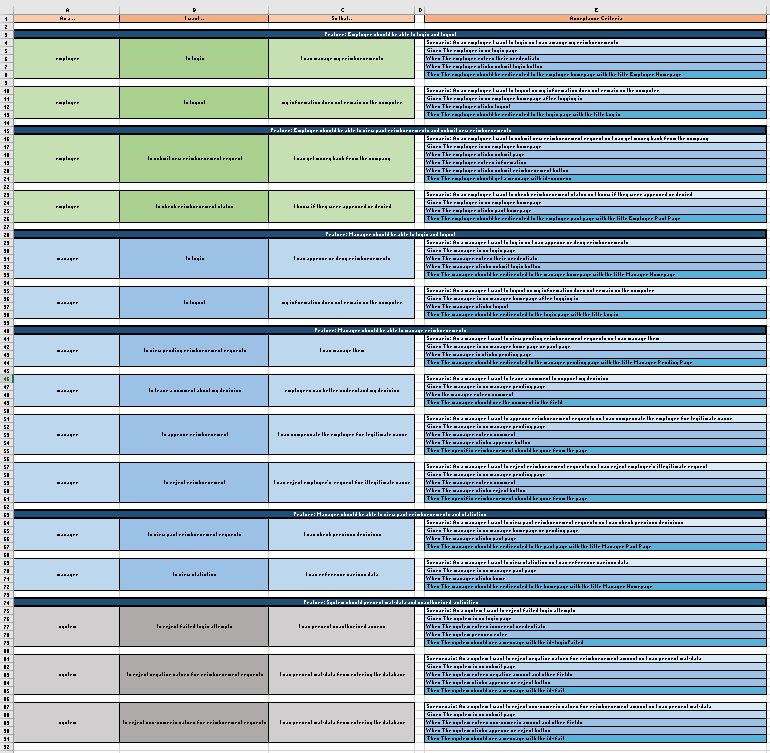 A B C D E
As a... I want... So that... Acceptance Criteria
Feature: Employee should be able to login and logout
Scenario: As an employee I want to login so I can manage my reimbursements
Given The employee is on login page
employee to login I can manage my reimbursements
When The employee enters their credentials
When The employee clicks submit login button
Then The employee should be redirected to the employee homepage with the title Employee Homepage
Scenario: As an employee I want to logout so my information does not remain on the computer
Given The employee is on employee homepage after logging in
employee to logout my information does not remain on the computer
When The employee clicks logout
Then The employee should be redirected to the login page with the title Log in
Feature: Employee should be able to view past reimbursements and submit new reimbursements
Scenario: As an employee I want to submit new reimbursement request so I can get money back from the company
Given The employee is on employee homepage
When The employee clicks submit page
employee to submit new reimbursement request I can get money back from the company
When The employee enters information
When The employee clicks submit reimbursement button
Then The employee should get a message with id=success
Scenario: As an employee I want to check reimbursement status so I know if they were approved or denied
Given The employee is on employee homepage
employee to check reimbursement status I know if they were approved or denied
When The employee clicks past homepage
Then The employee should be redirected to the employee past page with the title Employee Past Page
Feature: Manager should be able to login and logout
Scenario: As a manager I want to log in so I can approve or deny reimbursements
Given The manager is on login page
manager to login I can approve or deny reimbursements
When The manager enters their credentials
When The manager clicks submit login button
Then The manager should be redirected to the manager homepage with the title Manager Homepage
Scenario: As a manager I want to logout so my information does not remain on the computer
Given The manager is on manager homepage after logging in
manager to logout my information does not remain on the computer
When The manager clicks logout
Then The manager should be redirected to the login page with the title Log in
Feature: Manager should be able to manage reimbursements
Scenario: As a manager I want to view pending reimbursement requests so I can manage them
Given The manager is on manager home page or past page
manager to view pending reimbursement requests I can manage them
When The manager is clicks pending page
Then The manager should be redirected to the manager pending page with the title Manager Pending Page
Scenario: As a manager I want to leave a comment to support my decision
Given The manager is on manager pending page
manager to leave a comment about my decision employees can better understand my decision
When The manager enters comment
Then The manager should see the comment in the field
Scenario: As a manager I want to approve reimbursement requests so I can compensate the employee for legitimate cause
Given The manager is on manager pending page
manager to approve reimbursement I can compensate the employee for legitimate cause
When The manager enters comment
When The manager clicks approve button
Then The specific reimbursement should be gone from the page
Scenario: As a manager I want to reject reimbursement requests so I can reject employee's illegitimate request
Given The manager is on manager pending page
manager to reject reimbursement I can reject employee's request for illegitimate cause
When The manager enters comment
When The manager clicks reject button
Then The specific reimbursement should be gone from the page
Feature: Manager should be able to view past reimbursements and statistics
Scenario: As a manager I want to view past reimbursement requests so I can check previous decisions
Given The manager is on manager homepage or pending page
manager to view past reimbursements I can check previous decisions
When The manager clicks past page
Then The manager should be redirected to the past page with the title Manager Past Page
Scenario: As a manager I want to view statistics so I can reference various data
Given The manager is on manager past page
manager to view statistics I can reference various data
When The manager clicks home
Then The manager should be redirected to the homepage with the title Manager Homepage
Feature: System should prevent mal-data and unauthorized activities
Scenario: As a system I want to reject failed login attempts
Given The system is on login page
system to reject failed login attempts I can prevent unauthorized access
When The system enters incorrect credentials
When The system presses enter
Then The system should see a message with the id=loginFailed
Scenario: As a system I want to reject negative values for reimbursement amount so I can prevent mal-data
Given The system is on submit page
system to reject negative values for reimbursement requests I can prevent mal-data from entering the database
When The system enters negative amount and other fields
When The system clicks approve or reject button
Then The system should see a message with the id=fail
Scenario: As a system I want to reject non-numeric values for reimbursement amount so I can prevent mal-data
Given The system is on submit page
system to reject non-numeric values for reimbursement requests I can prevent mal-data from entering the database
When The system enters non-numeric amount and other fields
When The system clicks approve or reject button
Then The system should see a message with the id=fail